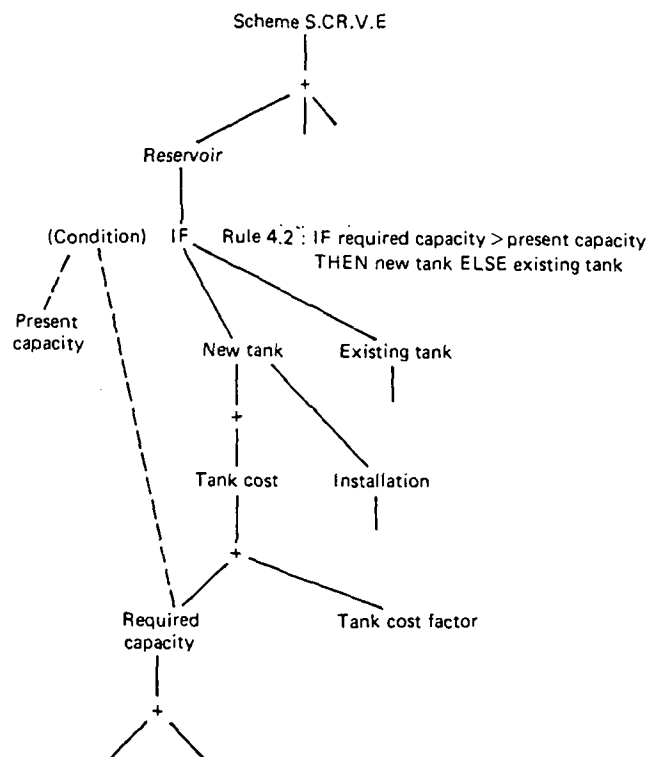 Scheme S.CR.V.E
+
Reservoir
(Condition) IF Rule 4.2 : IF required capacity > present capacity
THEN new tank ELSE existing tank
Present
capacity
New tank Existing tank
+
Tank cost Installation
+
Required
capacity
Tank cost factor
+